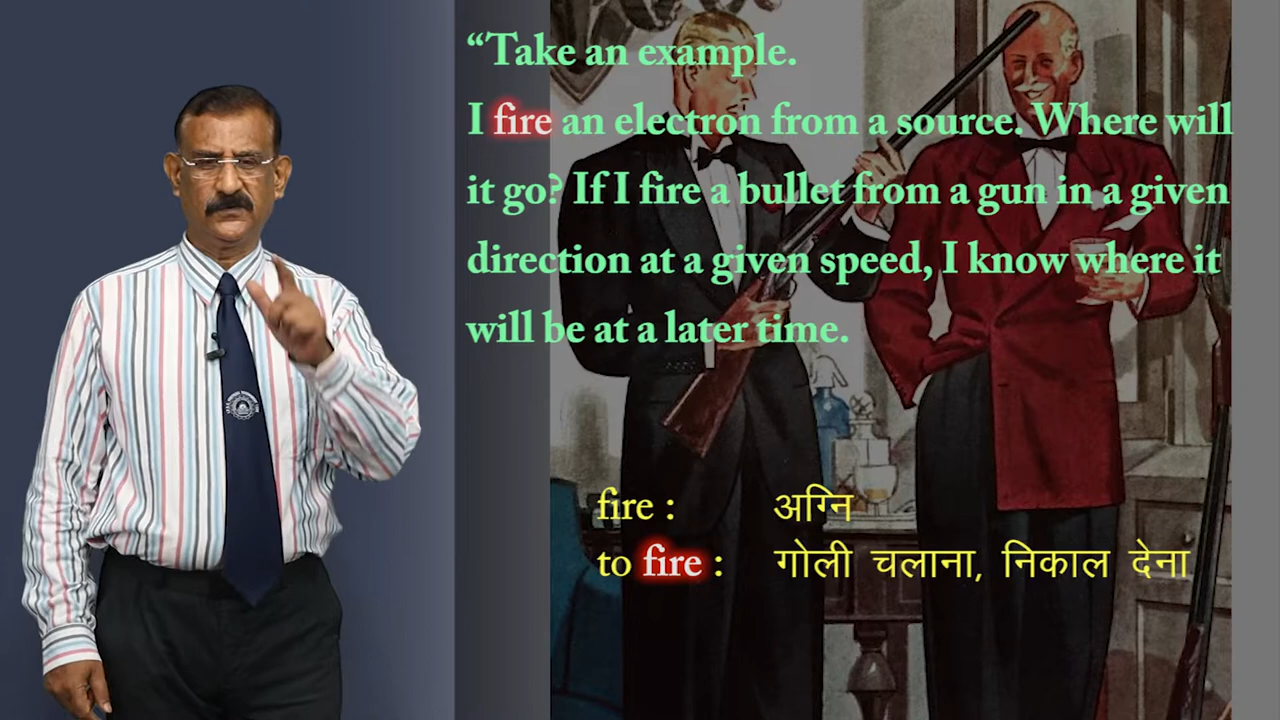 “Take an example.
I fire an electron from a source. Where will
it go? If I fire a bullet from a gun in a given
direction at a given speed, I know where it
will be at a later time.
fire : अग्नि
to fire : गोली चलाना, निकाल देना